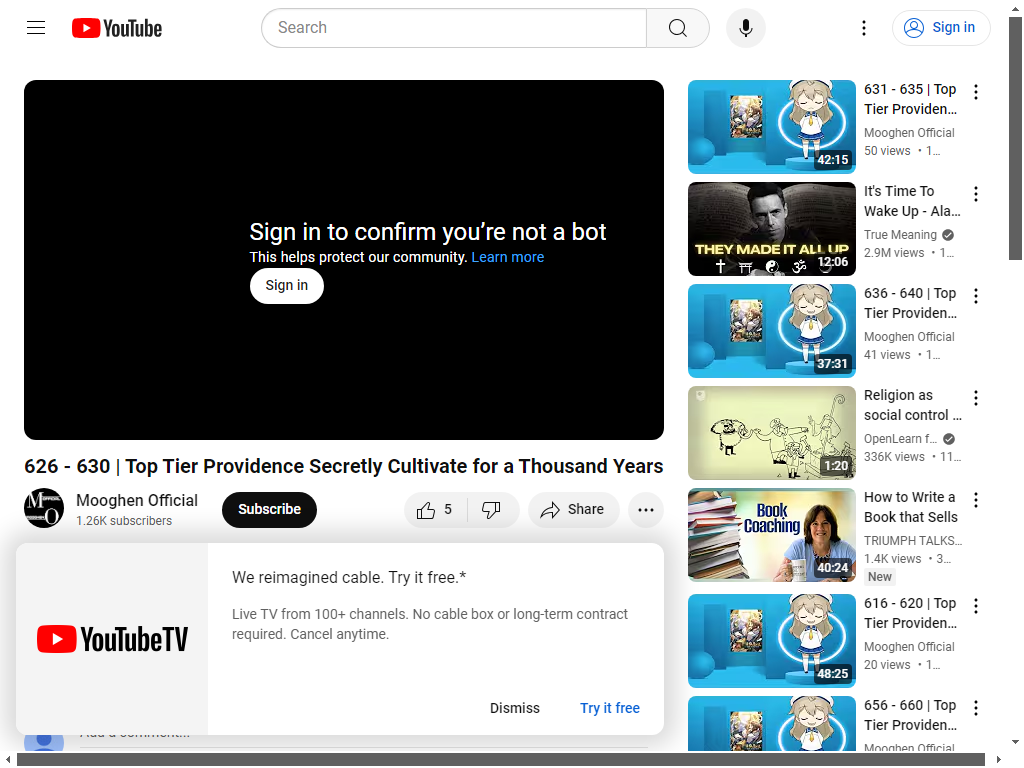 YouTube
Search
Sign in
Sign in to confirm you’re not a bot
This helps protect our community. Learn more
Sign in
626 - 630 | Top Tier Providence Secretly Cultivate for a Thousand Years
Mooghen Official
1.26K subscribers
Subscribe
5
Share
We reimagined cable. Try it free.*
Live TV from 100+ channels. No cable box or long-term contract
required. Cancel anytime.
YouTubeTV
Dismiss
Try it free
Add a comment...
42:15
631 - 635 | Top
Tier Providen…
Mooghen Official
50 views • 1…
THEY MADE IT ALL UP
12:06
It's Time To
Wake Up - Ala…
True Meaning
2.9M views • 1…
37:31
636 - 640 | Top
Tier Providen…
Mooghen Official
41 views • 1…
1:20
Religion as
social control …
OpenLearn f…
336K views • 11…
Book
Coaching
40:24
How to Write a
Book that Sells
TRIUMPH TALKS…
1.4K views • 3…
New
48:25
616 - 620 | Top
Tier Providen…
Mooghen Official
20 views • 1…
656 - 660 | Top
Tier Providen…
Mooghen Official